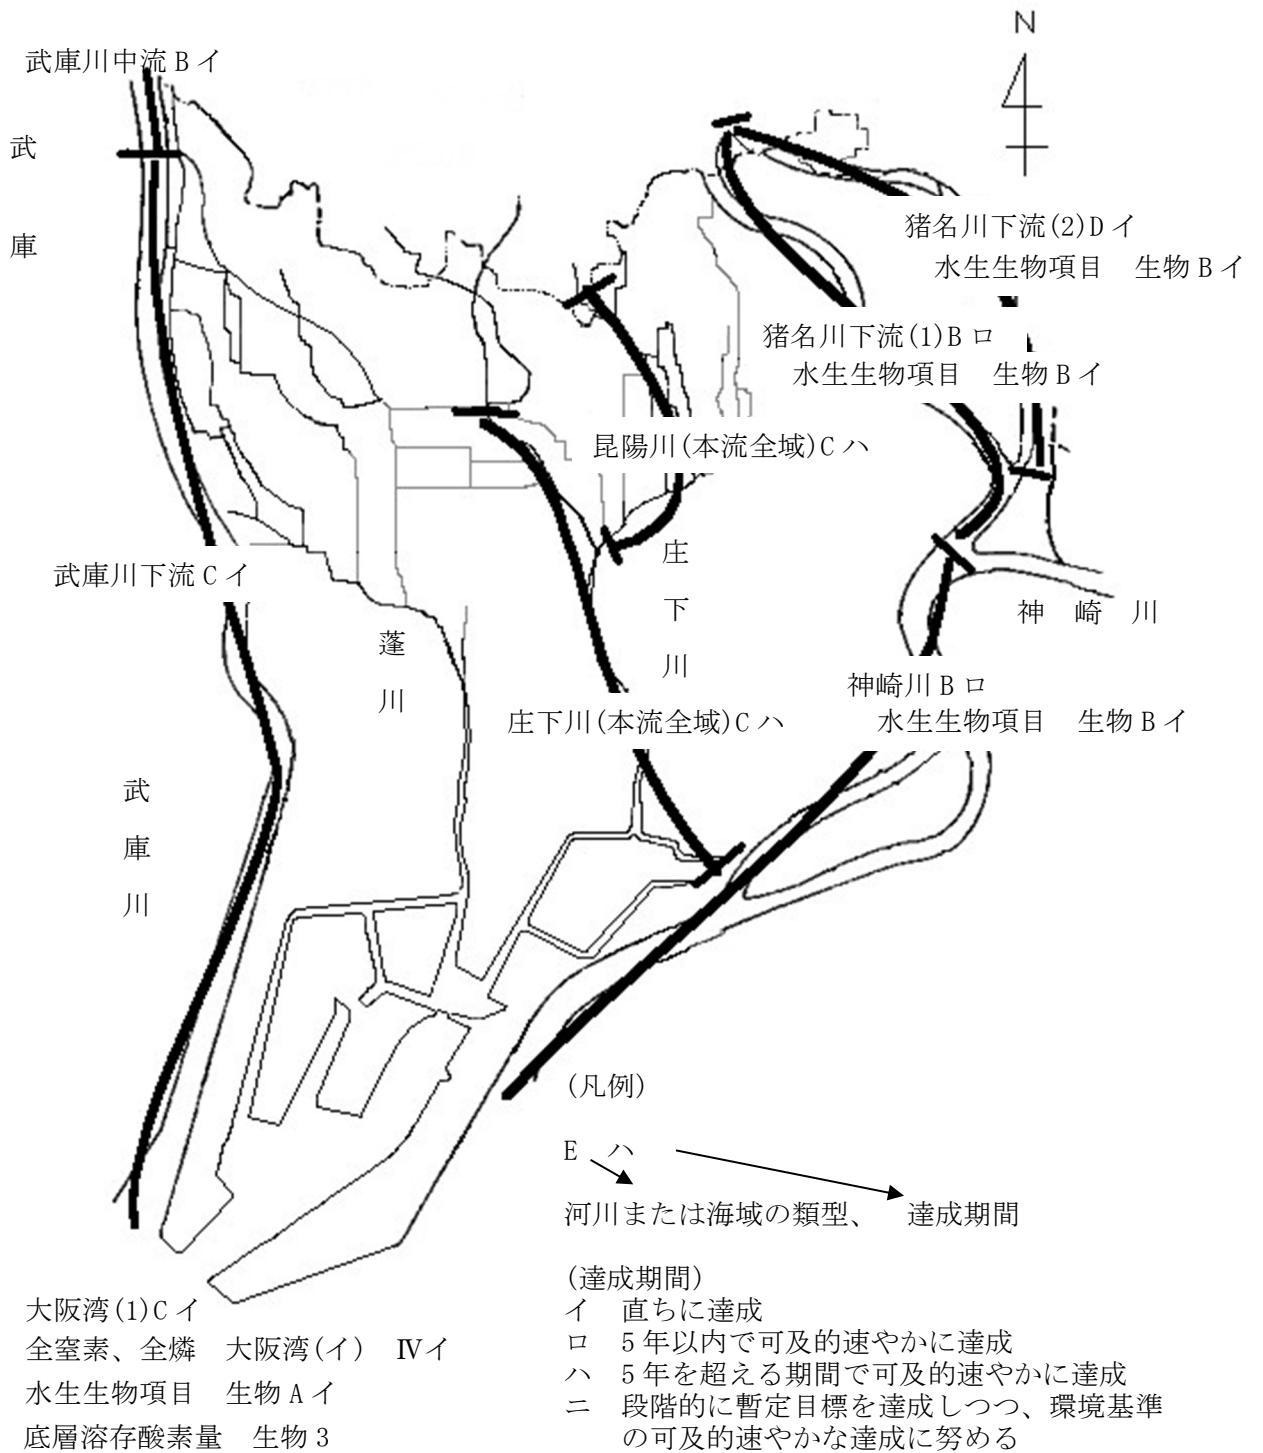 N
武庫川中流Bイ
武
庫
猪名川下流(2)Dイ
水生生物項目　生物Bイ
猪名川下流(1)Bロ
水生生物項目　生物Bイ
昆陽川(本流全域)Cハ
庄
下
川
武庫川下流Cイ
神　崎　川
蓬
川
神崎川Bロ
水生生物項目　生物Bイ
庄下川(本流全域)Cハ
武
庫
川
(凡例)
E　ハ
河川または海域の類型、　達成期間
(達成期間)
イ　直ちに達成
ロ　5年以内で可及的速やかに達成
ハ　5年を超える期間で可及的速やかに達成
ニ　段階的に暫定目標を達成しつつ、環境基準
の可及的速やかな達成に努める
大阪湾(1)Cイ
全窒素、全燐　大阪湾(イ)　Ⅳイ
水生生物項目　生物Aイ
底層溶存酸素量　生物3